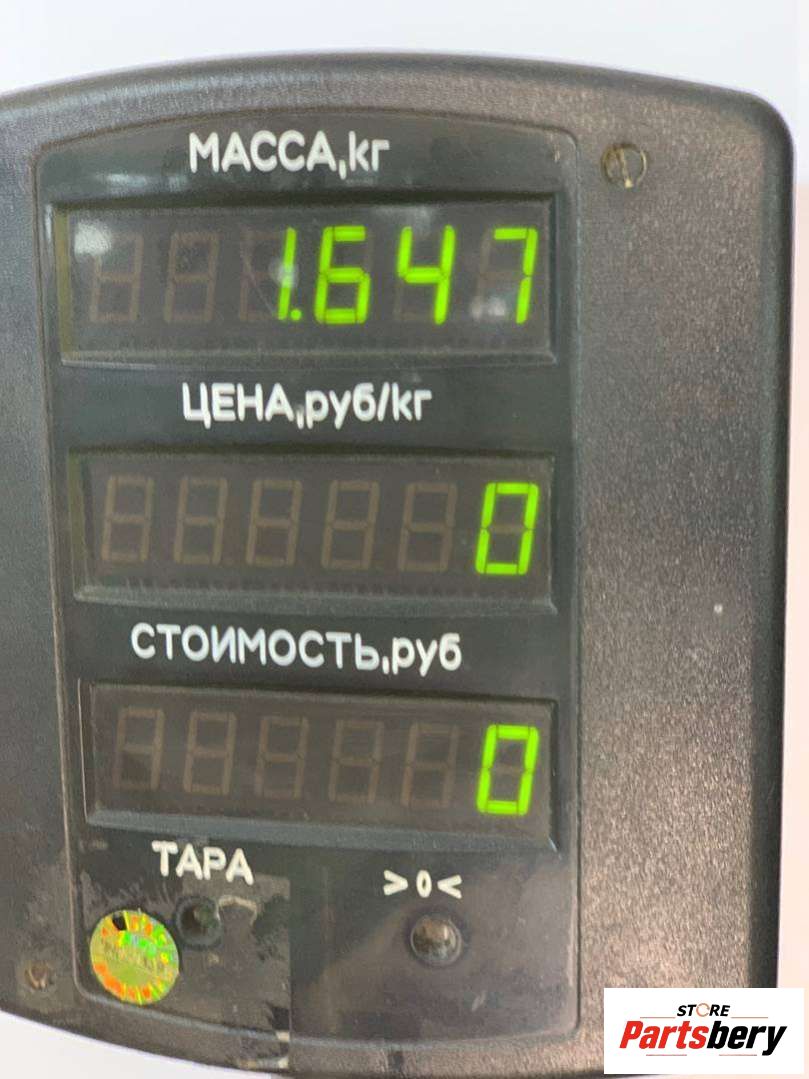 МАССА,кг
1.647
ЦЕНА,руб/кг
0
СТОИМОСТЬ,руб
0
ТАРА
>0<
STORE
Partsbery